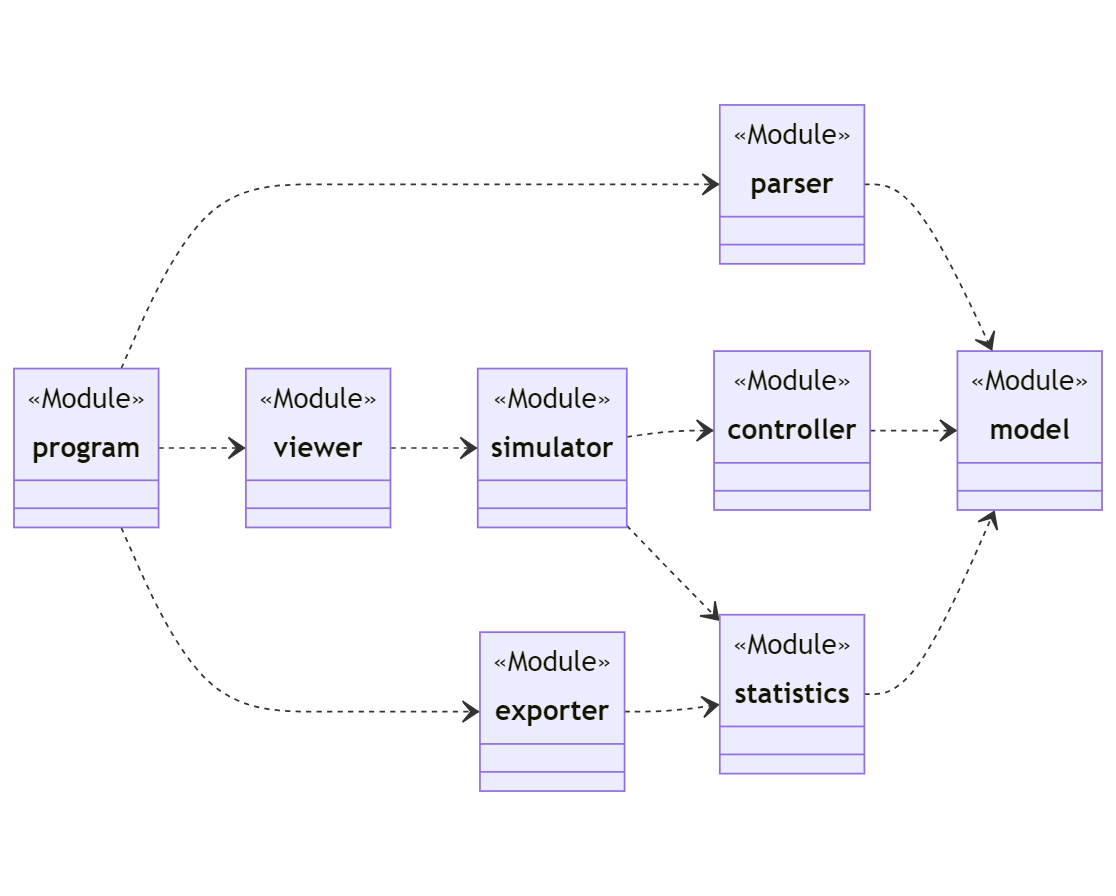 «Module»
parser
«Module»
program
«Module»
viewer
«Module»
simulator
«Module»
controller
«Module»
model
«Module»
exporter
«Module»
statistics